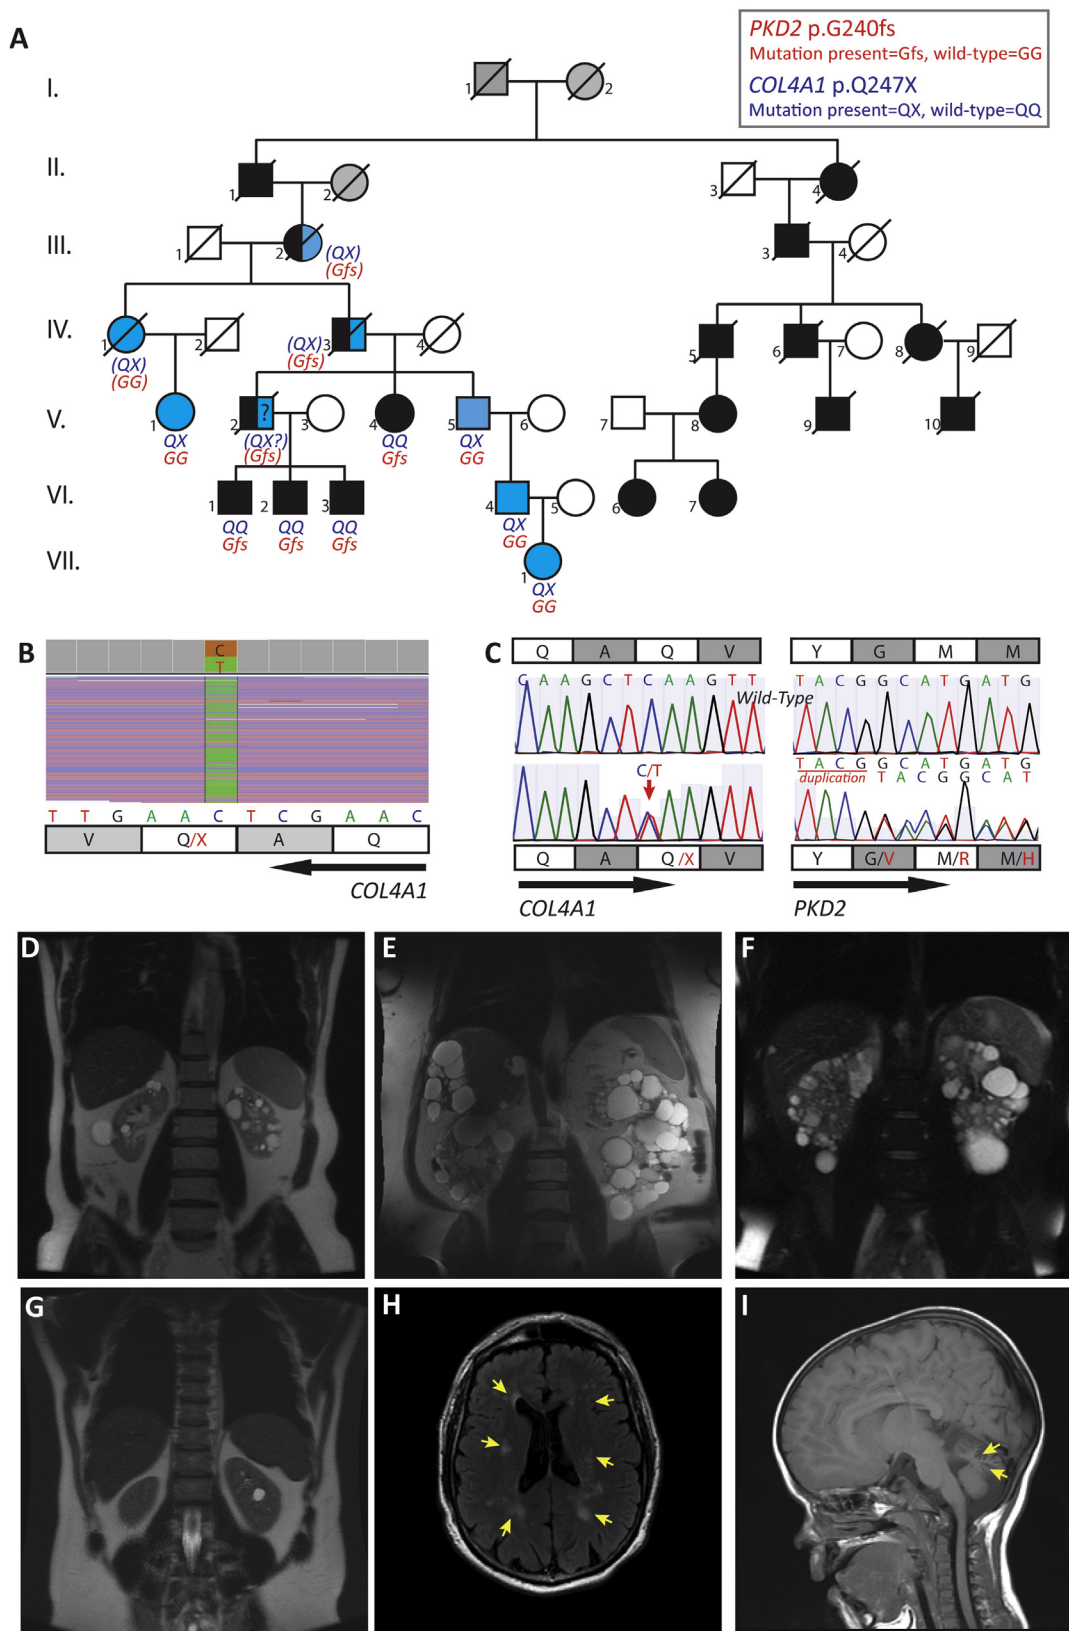 A
PKD2 p.G240fs
Mutation present=Gfs, wild-type=GG
COL4A1 p.Q247X
Mutation present=QX, wild-type=QQ
I.
1 2
II.
1 2 3 4
III.
1 2 (QX) 3 4
(Gfs)
IV.
1 2 (QX) 3 4 5 6 7 8 9
(QX) (Gfs)
(GG)
V.
1 2 ? 3 4 5 6 7 8 9 10
QX (QX?) QQ QX
GG (Gfs) Gfs GG
VI.
1 2 3 4 5 6 7
QQ QQ QQ QX
Gfs Gfs Gfs GG
VII.
1
QX
GG
B
C
T
T T G A A C T C G A A C
V Q/X A Q
COL4A1
C
Q A Q V
C A A G C T C A A G T T
Wild-Type
C/T
Q A Q/X V
COL4A1
Y G M M
T A C G G C A T G A T G
T A C G G C A T G A T G
duplication T A C G G C A T
Y G/V M/R M/H
PKD2
D
E
F
G
H
I